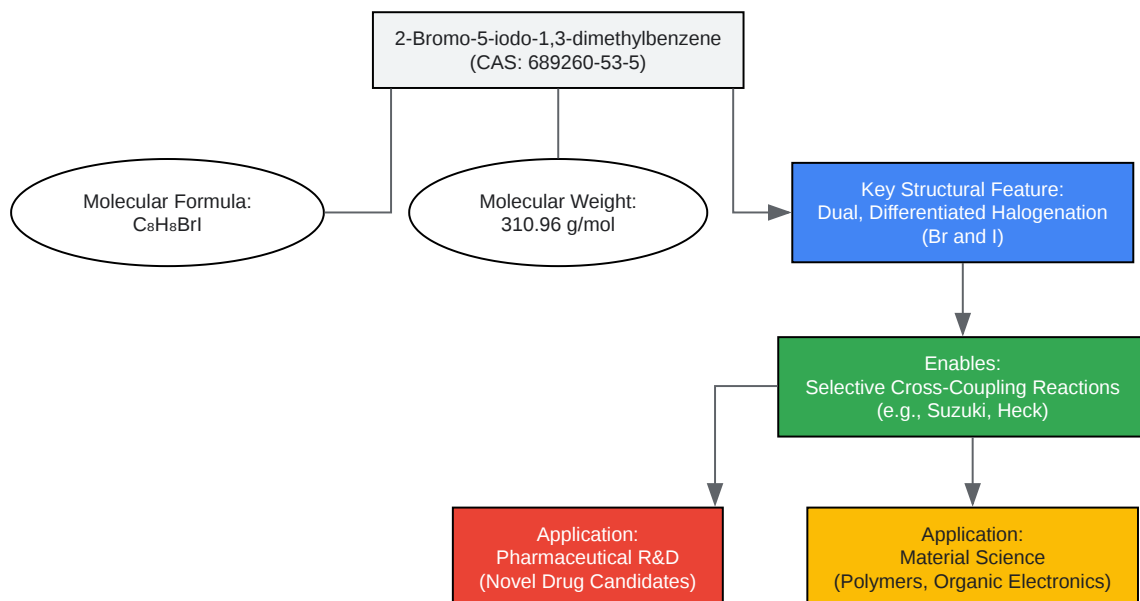 2-Bromo-5-iodo-1,3-dimethylbenzene
(CAS: 689260-53-5)
Molecular Formula:
C₈H₈BrI
Molecular Weight:
310.96 g/mol
Key Structural Feature:
Dual, Differentiated Halogenation
(Br and I)
Enables:
Selective Cross-Coupling Reactions
(e.g., Suzuki, Heck)
Application:
Pharmaceutical R&D
(Novel Drug Candidates)
Application:
Material Science
(Polymers, Organic Electronics)